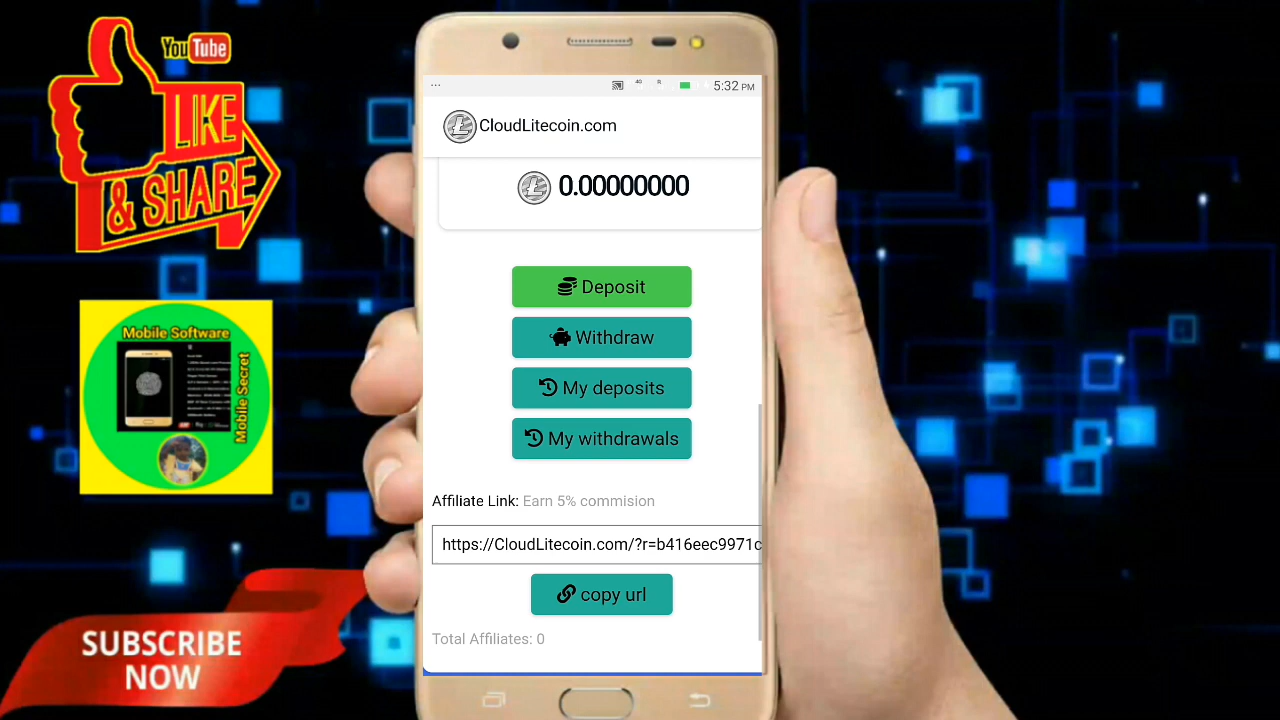 YouTube
LIKE
& SHARE
Mobile Software
Mobile Secret
SUBSCRIBE
NOW
... 4G R 5:32 PM
CloudLitecoin.com
0.00000000
Deposit
Withdraw
My deposits
My withdrawals
Affiliate Link: Earn 5% commision
https://CloudLitecoin.com/?r=b416eec9971c
copy url
Total Affiliates: 0